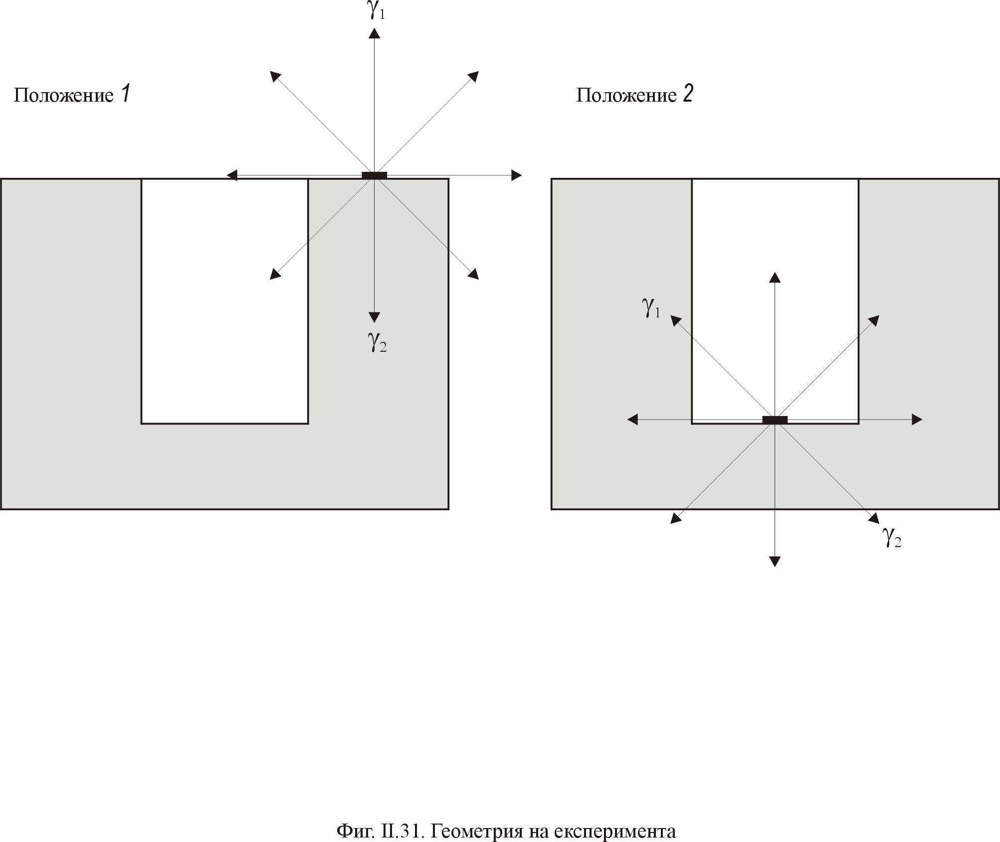 γ1
Положение 1
Положение 2
γ1
γ2
γ2
Фиг. II.31. Геометрия на експеримента